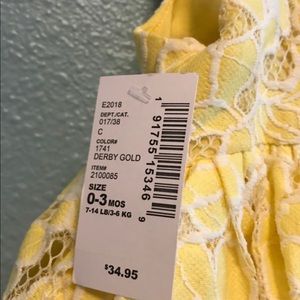 E2018
DEPT./CAT.
017/38
C
COLOR#
1741
DERBY GOLD
ITEM#
2100085
SIZE
0-3 MOS
7-14 LB/3-6 KG
$34.95
1 91755 15346 9